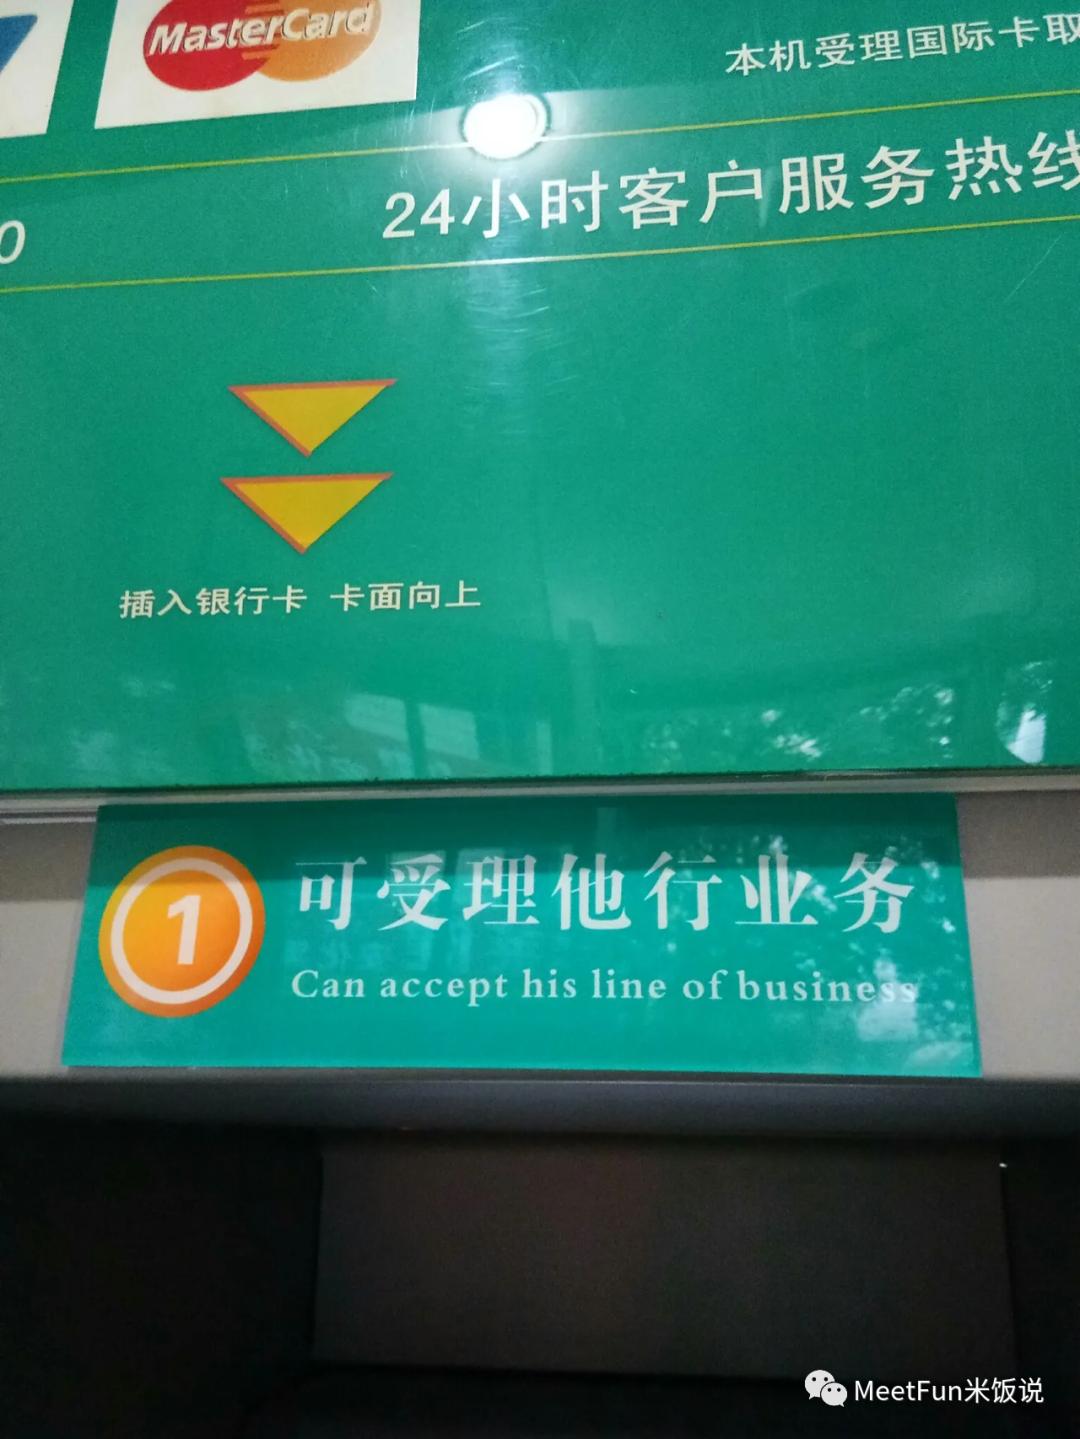 MasterCard
本机受理国际卡取
24小时客户服务热线
0
插入银行卡 卡面向上
1
可受理他行业务
Can accept his line of business
MeetFun米饭说